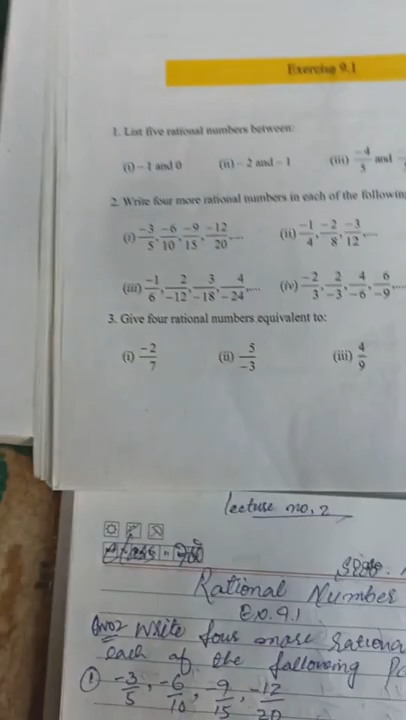 Exercise 9.1
1. List five rational numbers between:
(i) – 1 and 0 (ii) – 2 and – 1 (iii) -4/5 and
2. Write four more rational numbers in each of the following
(i) -3/5, -6/10, -9/15, -12/20,.... (ii) -1/4, -2/8, -3/12,....
(iii) -1/6, 2/-12, 3/-18, 4/-24,.... (iv) -2/3, 2/-3, 4/-6, 6/-9,....
3. Give four rational numbers equivalent to:
(i) -2/7 (ii) 5/-3 (iii) 4/9
lecture no, 2
Rational Number
Ex. 9.1
Write four more rationa
each of the following Pa
① -3/5, -6/10, -9/15, -12/20